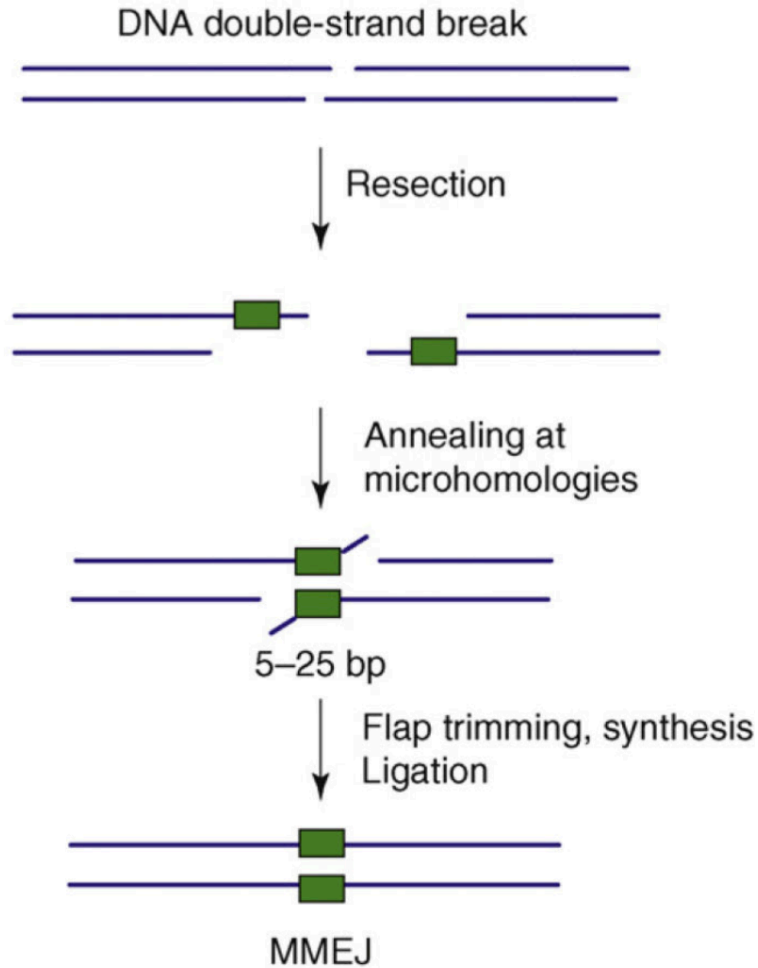 DNA double-strand break
Resection
Annealing at
microhomologies
5–25 bp
Flap trimming, synthesis
Ligation
MMEJ